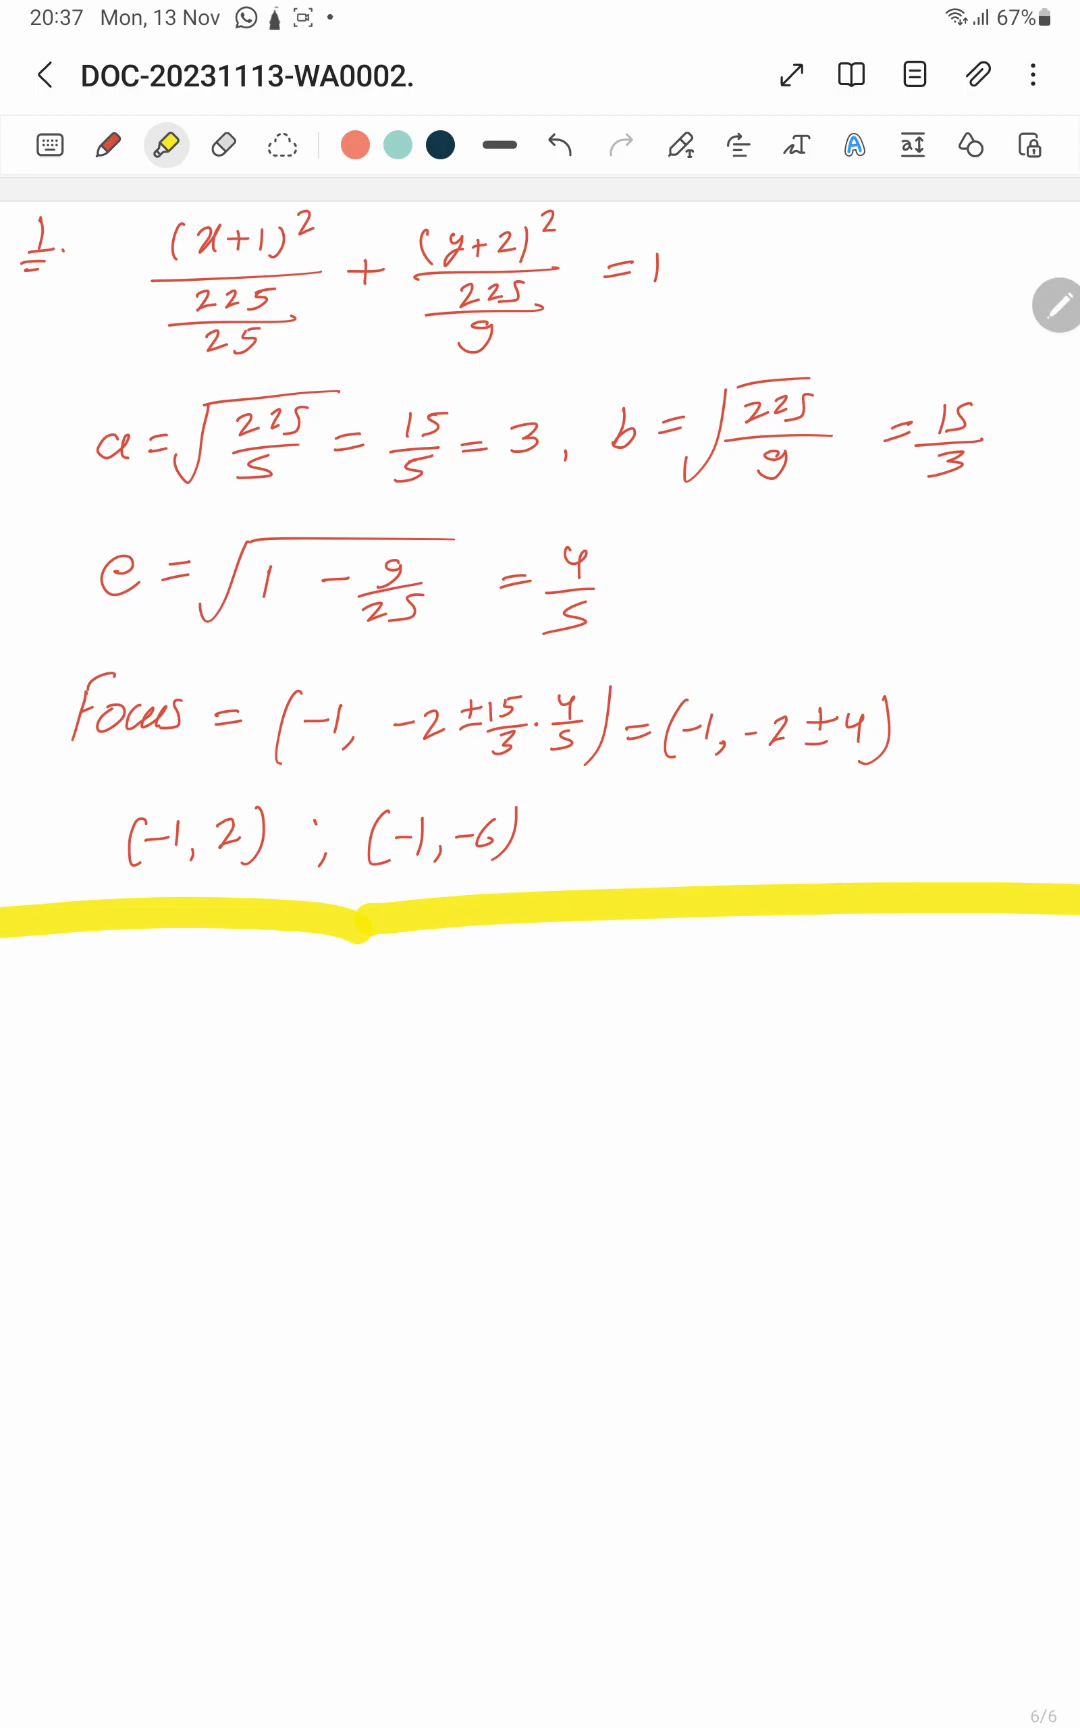 20:37 Mon, 13 Nov 67%
DOC-20231113-WA0002.
1. (x+1)²/(225/25) + (y+2)²/(225/9) = 1
a = √(225/5) = 15/5 = 3, b = √(225/9) = 15/3
e = √(1 - 9/25) = 4/5
Focus = (-1, -2 ± 15/3 · 4/5) = (-1, -2 ± 4)
(-1, 2) ; (-1, -6)
6/6